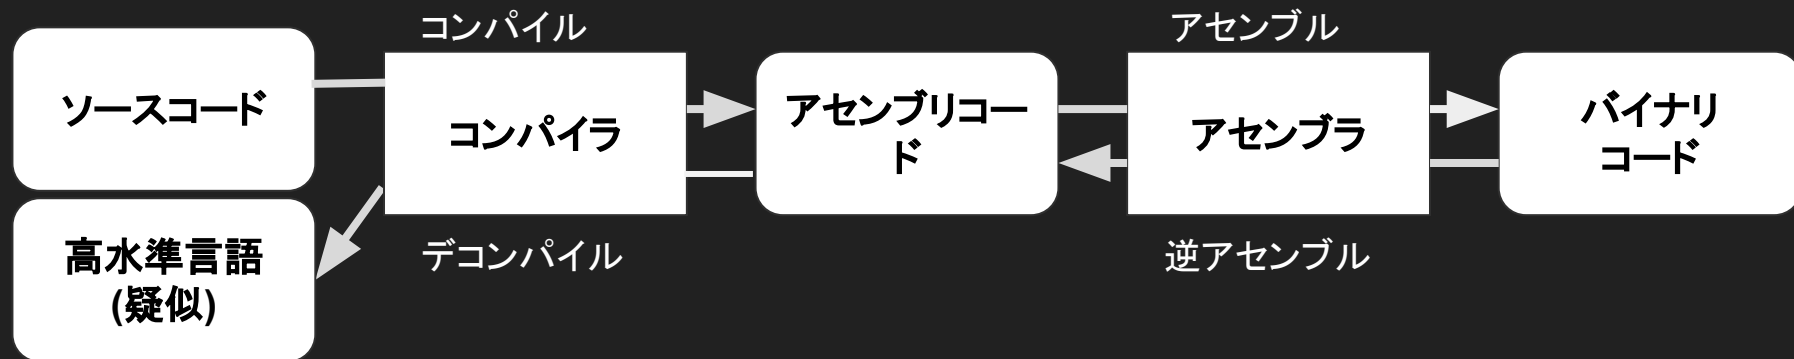 コンパイル
アセンブル
ソースコード
コンパイラ
アセンブリコー
ド
アセンブラ
バイナリ
コード
高水準言語
(疑似)
デコンパイル
逆アセンブル